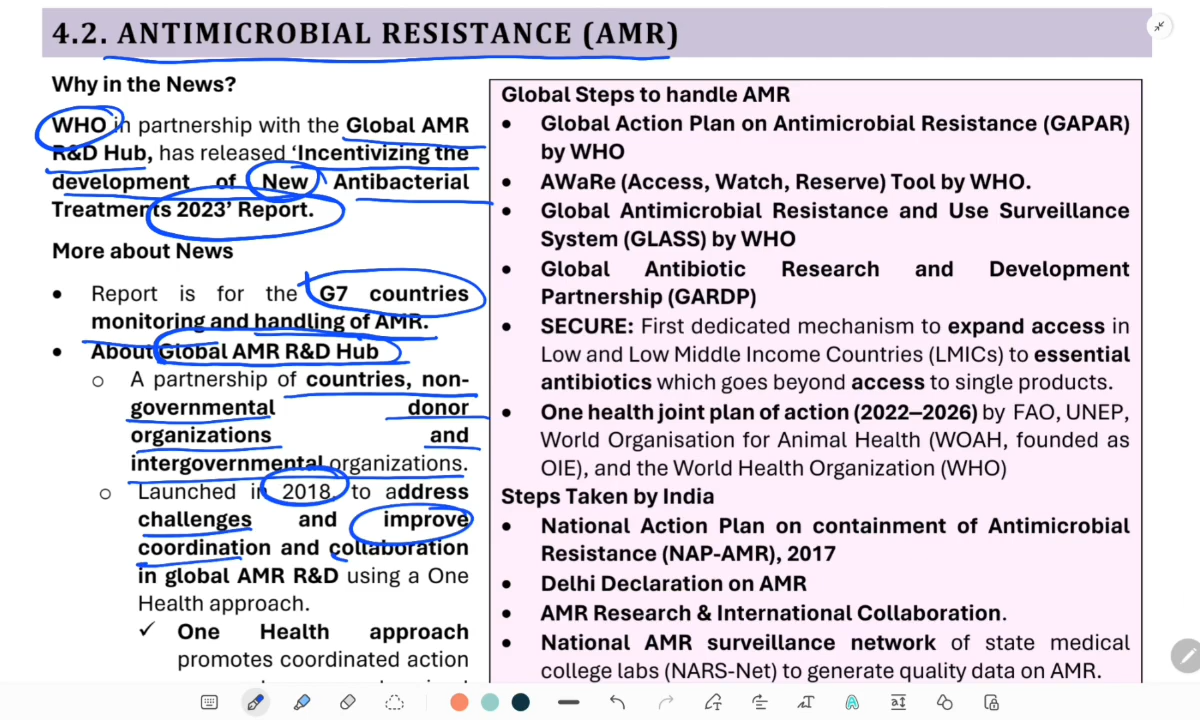 4.2. ANTIMICROBIAL RESISTANCE (AMR)
Why in the News?
WHO in partnership with the Global AMR
R&D Hub, has released ‘Incentivizing the
development of New Antibacterial
Treatments 2023’ Report.
More about News
• Report is for the G7 countries
monitoring and handling of AMR.
• About Global AMR R&D Hub
o A partnership of countries, non-
governmental donor
organizations and
intergovernmental organizations.
o Launched in 2018 to address
challenges and improve
coordination and collaboration
in global AMR R&D using a One
Health approach.
✓ One Health approach
promotes coordinated action
Global Steps to handle AMR
• Global Action Plan on Antimicrobial Resistance (GAPAR)
by WHO
• AWaRe (Access, Watch, Reserve) Tool by WHO.
• Global Antimicrobial Resistance and Use Surveillance
System (GLASS) by WHO
• Global Antibiotic Research and Development
Partnership (GARDP)
• SECURE: First dedicated mechanism to expand access in
Low and Low Middle Income Countries (LMICs) to essential
antibiotics which goes beyond access to single products.
• One health joint plan of action (2022–2026) by FAO, UNEP,
World Organisation for Animal Health (WOAH, founded as
OIE), and the World Health Organization (WHO)
Steps Taken by India
• National Action Plan on containment of Antimicrobial
Resistance (NAP-AMR), 2017
• Delhi Declaration on AMR
• AMR Research & International Collaboration.
• National AMR surveillance network of state medical
college labs (NARS-Net) to generate quality data on AMR.